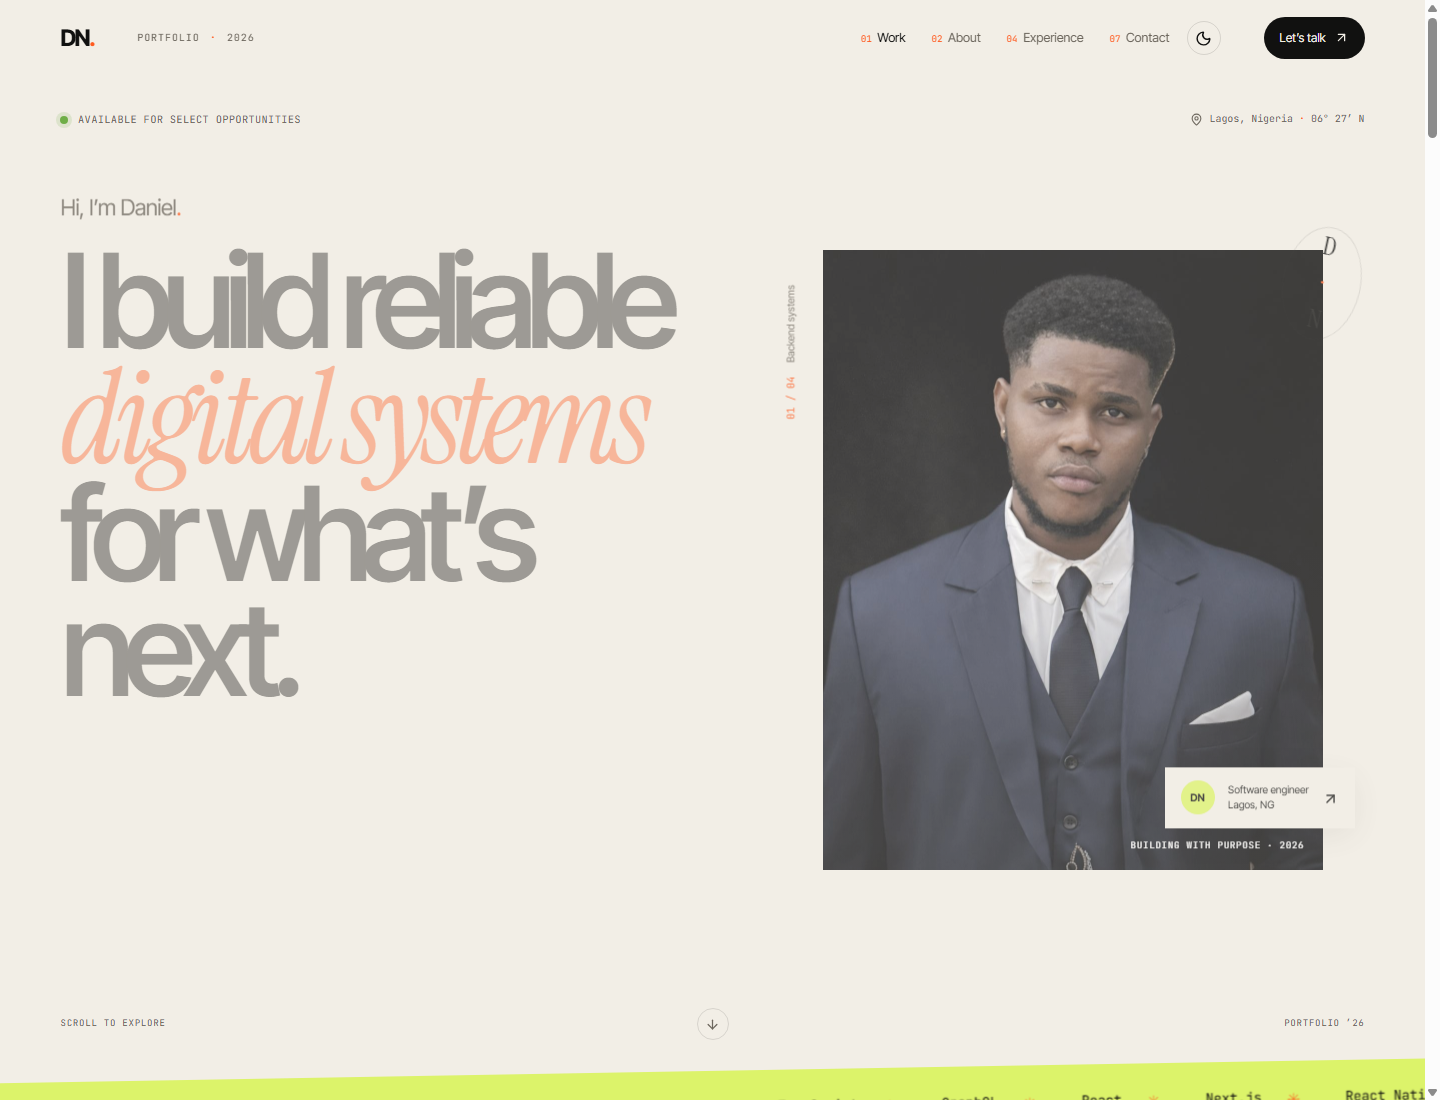 DN.
PORTFOLIO · 2026
01 Work
02 About
04 Experience
07 Contact
Let's talk
AVAILABLE FOR SELECT OPPORTUNITIES
Lagos, Nigeria · 06° 27′ N
Hi, I'm Daniel.
I build reliable
digital systems
for what's
next.
01 / 04 Backend systems
D
N
DN
Software engineer
Lagos, NG
BUILDING WITH PURPOSE · 2026
SCROLL TO EXPLORE
PORTFOLIO '26
GraphQL
React
Next.js
React Nati